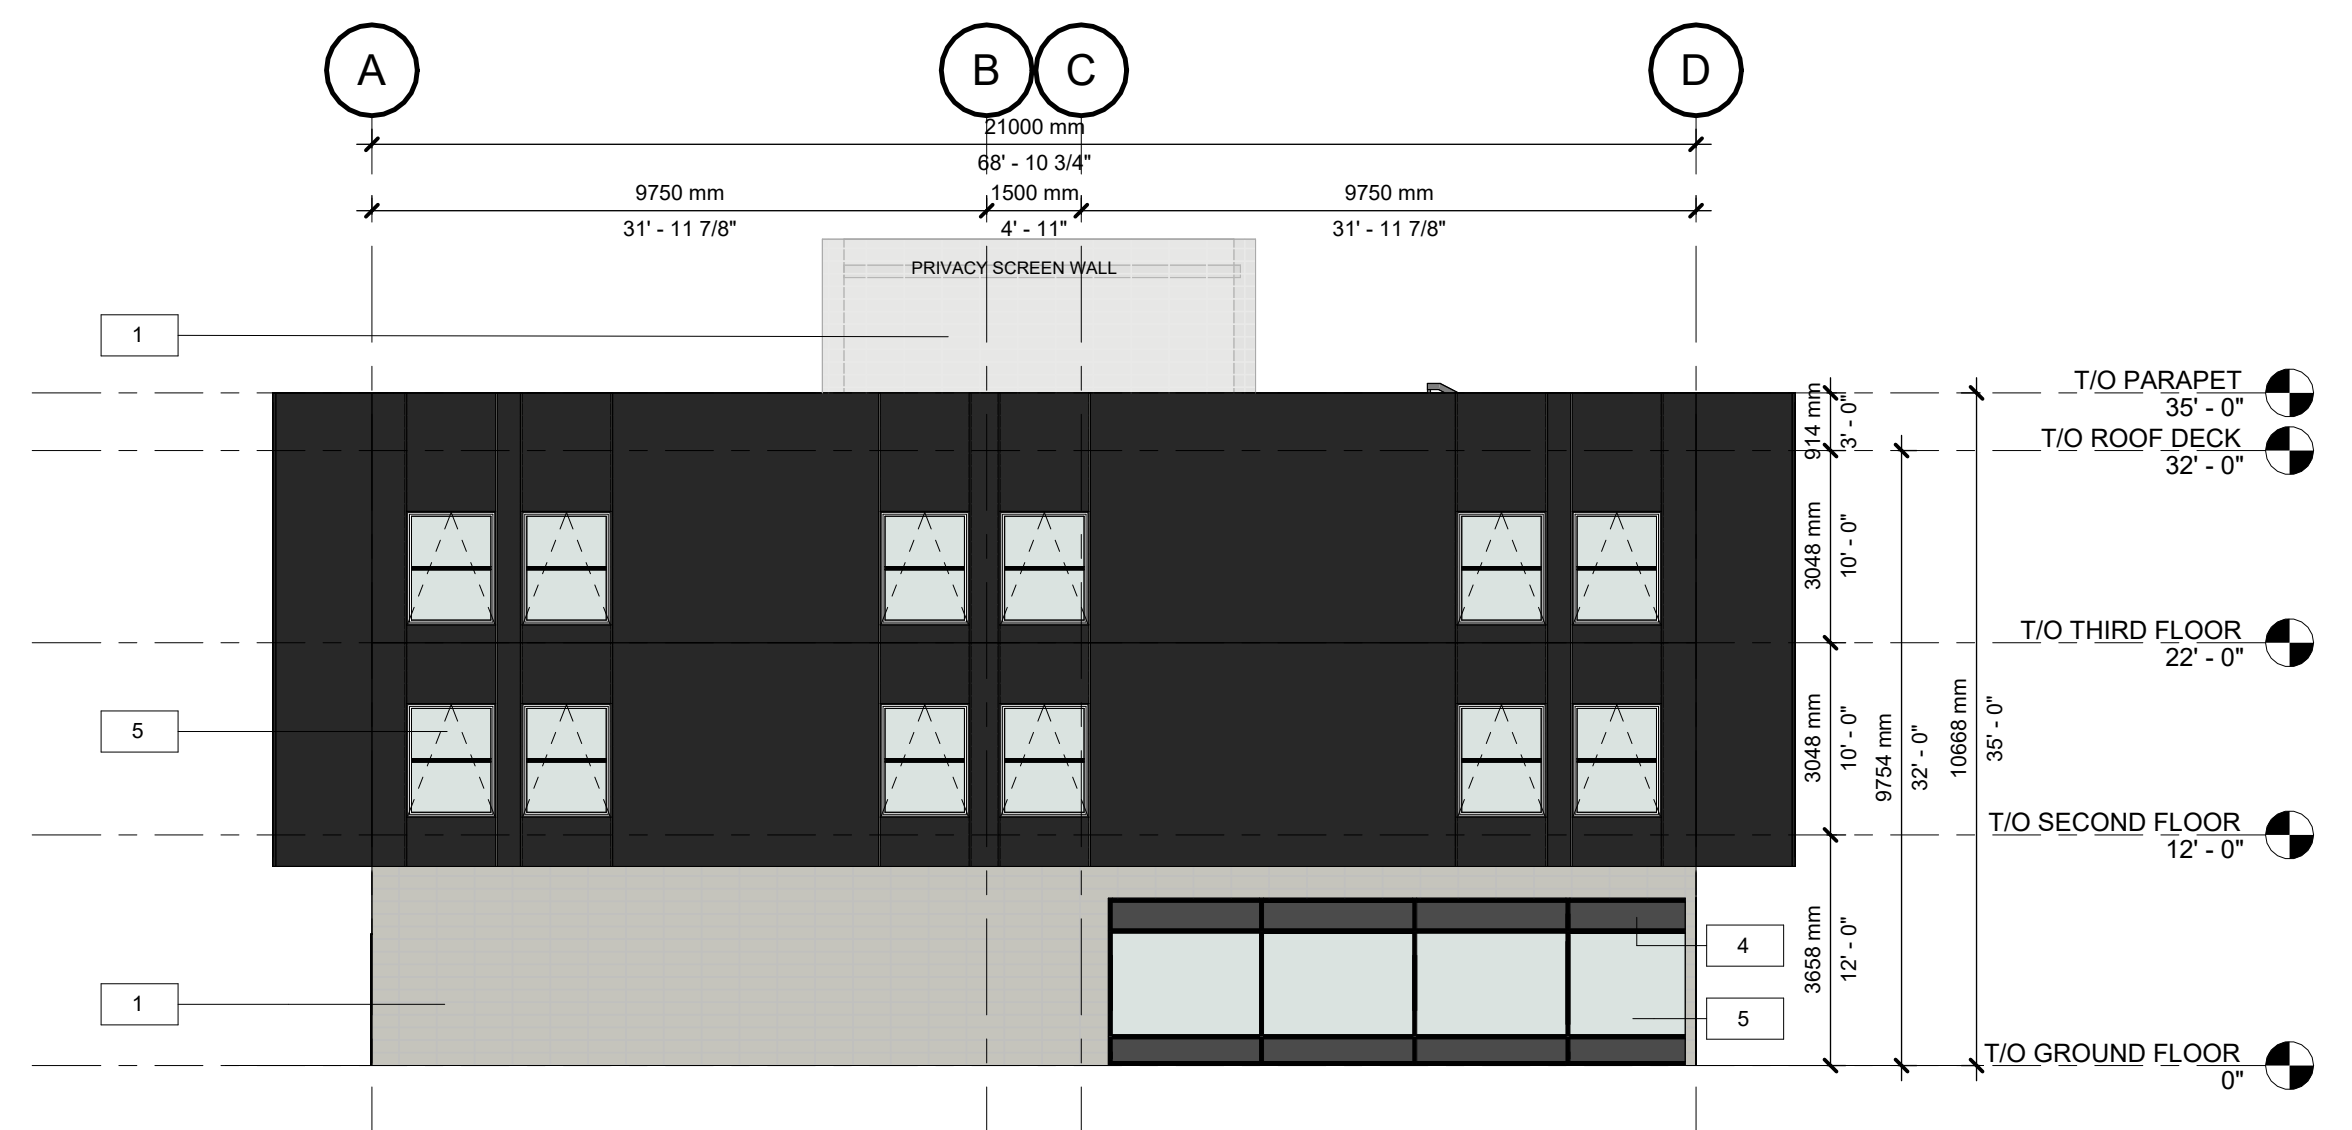 A B C D
21000 mm
68' - 10 3/4"
9750 mm 1500 mm 9750 mm
31' - 11 7/8" 4' - 11" 31' - 11 7/8"
PRIVACY SCREEN WALL
1
T/O PARAPET
35' - 0"
914 mm
3' - 0"
T/O ROOF DECK
32' - 0"
3048 mm
10' - 0"
T/O THIRD FLOOR
22' - 0"
5
3048 mm
10' - 0"
9754 mm
32' - 0"
10668 mm
35' - 0"
T/O SECOND FLOOR
12' - 0"
4
3658 mm
12' - 0"
1
5
T/O GROUND FLOOR
0"